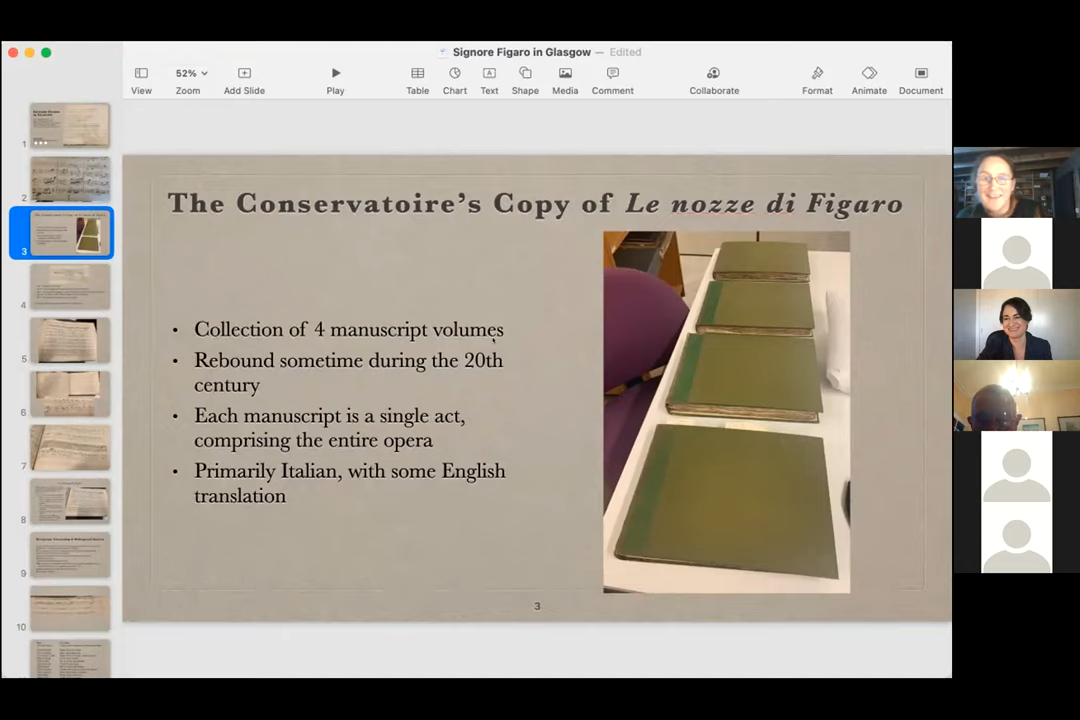 Signore Figaro in Glasgow — Edited
52%
View
Zoom
Add Slide
Play
Table
Chart
Text
Shape
Media
Comment
Collaborate
Format
Animate
Document
1
2
3
4
5
6
7
8
9
10
The Conservatoire's Copy of Le nozze di Figaro
• Collection of 4 manuscript volumes
• Rebound sometime during the 20th
century
• Each manuscript is a single act,
comprising the entire opera
• Primarily Italian, with some English
translation
3